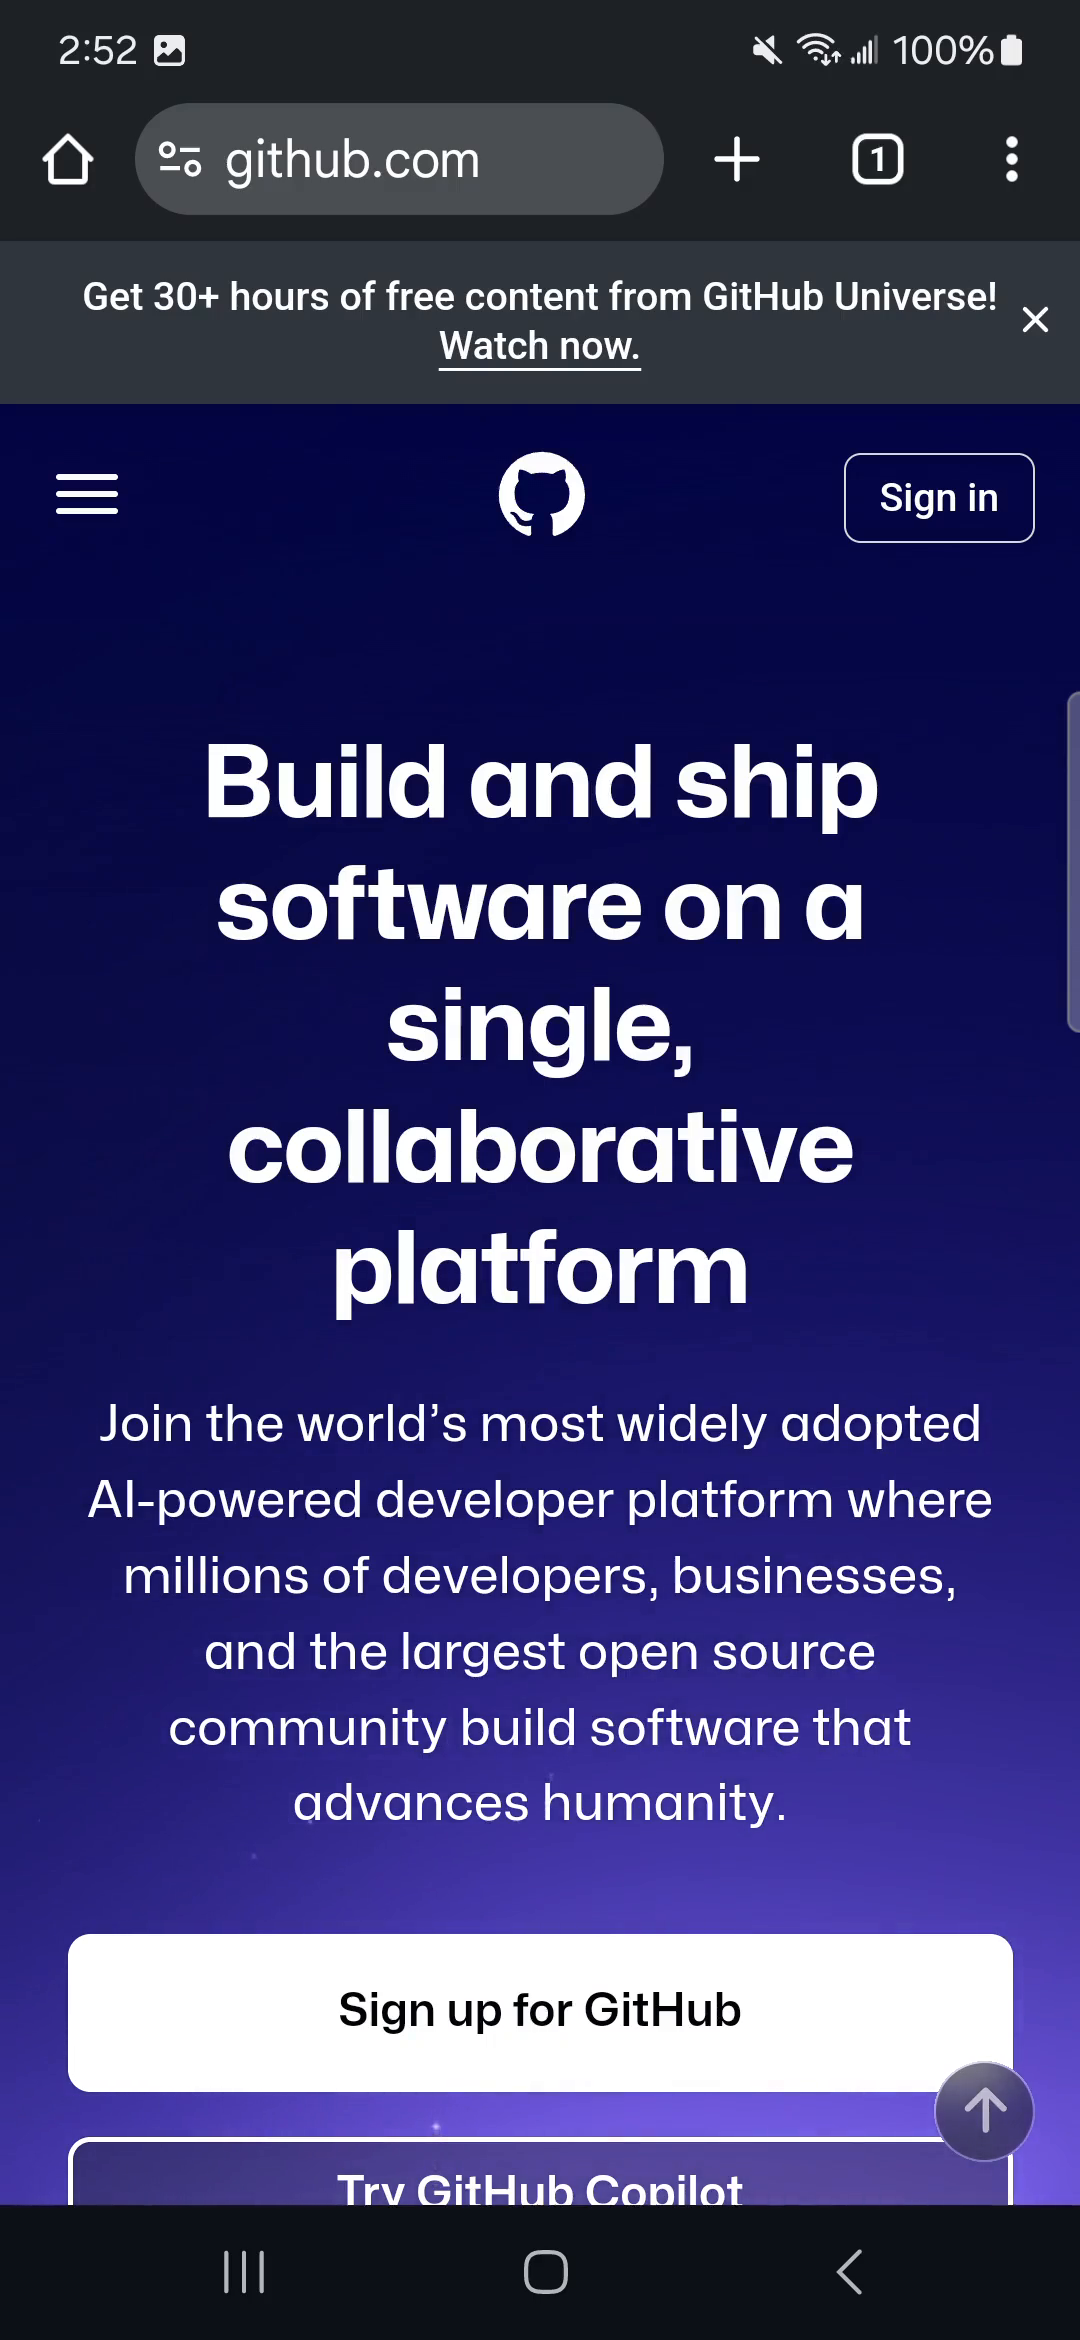 2:52 100%
github.com 1
Get 30+ hours of free content from GitHub Universe!
Watch now.
Sign in
Build and ship
software on a
single,
collaborative
platform
Join the world’s most widely adopted
AI-powered developer platform where
millions of developers, businesses,
and the largest open source
community build software that
advances humanity.
Sign up for GitHub
Try GitHub Copilot